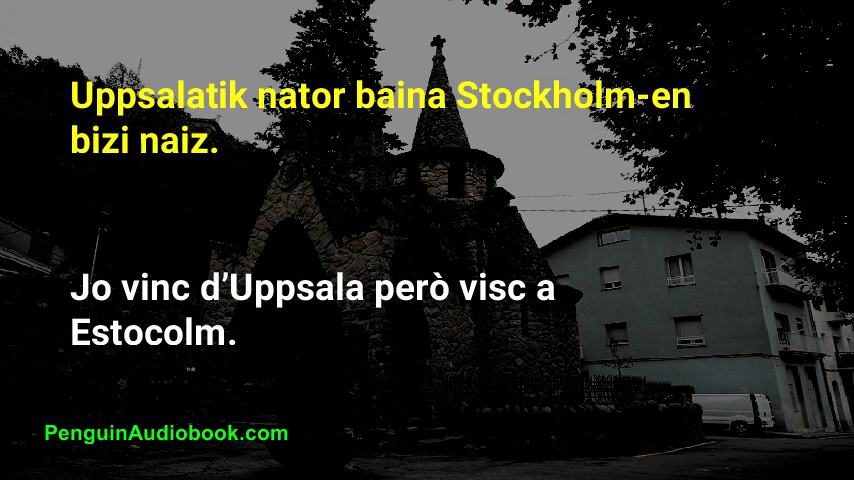 Uppsalatik nator baina Stockholm-en
bizi naiz.
Jo vinc d’Uppsala però visc a
Estocolm.
PenguinAudiobook.com